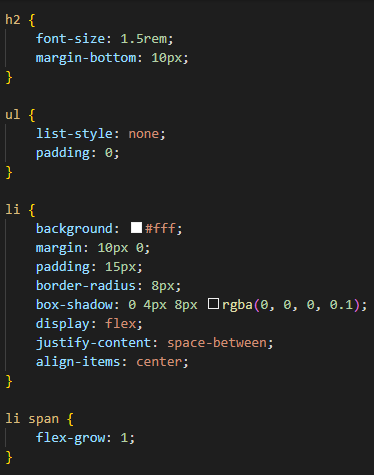 h2 {
    font-size: 1.5rem;
    margin-bottom: 10px;
}

ul {
    list-style: none;
    padding: 0;
}

li {
    background: #fff;
    margin: 10px 0;
    padding: 15px;
    border-radius: 8px;
    box-shadow: 0 4px 8px rgba(0, 0, 0, 0.1);
    display: flex;
    justify-content: space-between;
    align-items: center;
}

li span {
    flex-grow: 1;
}